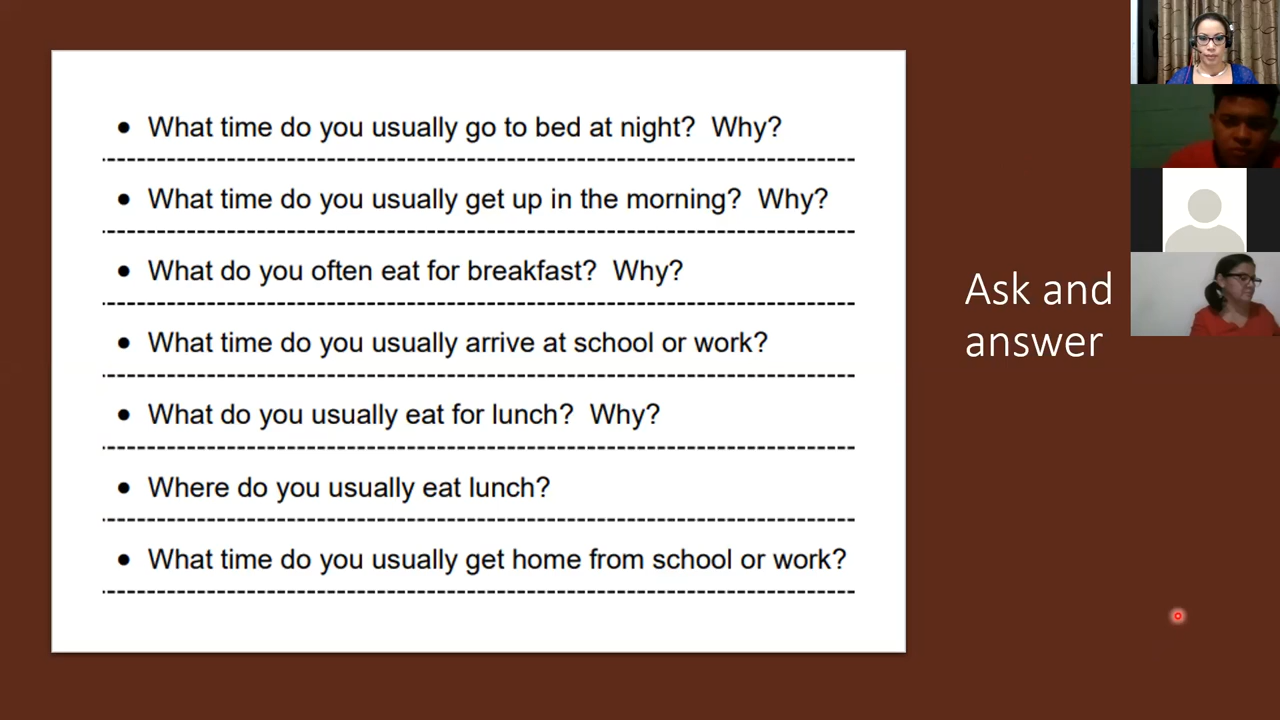 • What time do you usually go to bed at night?  Why?
• What time do you usually get up in the morning?  Why?
• What do you often eat for breakfast?  Why?
• What time do you usually arrive at school or work?
• What do you usually eat for lunch?  Why?
• Where do you usually eat lunch?
• What time do you usually get home from school or work?
Ask and
answer